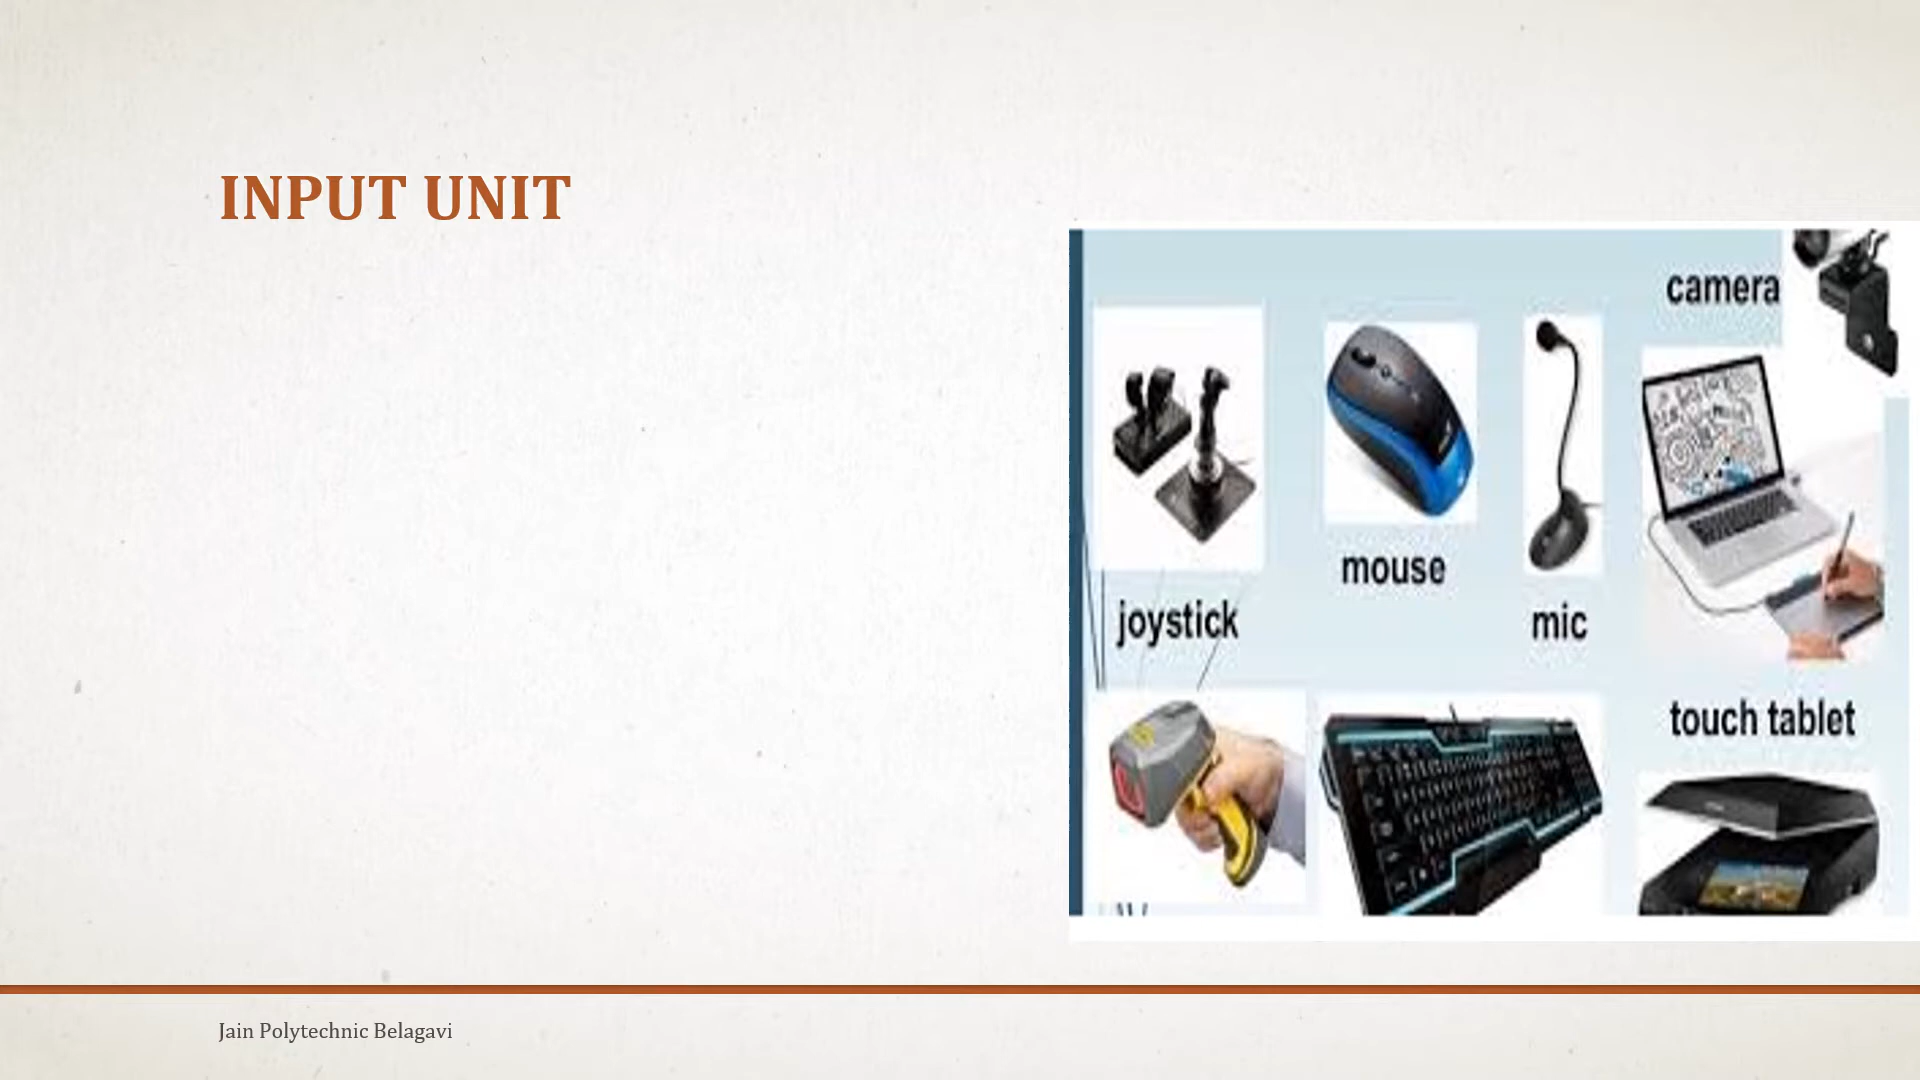 INPUT UNIT
camera
mouse
joystick
mic
touch tablet
Jain Polytechnic Belagavi